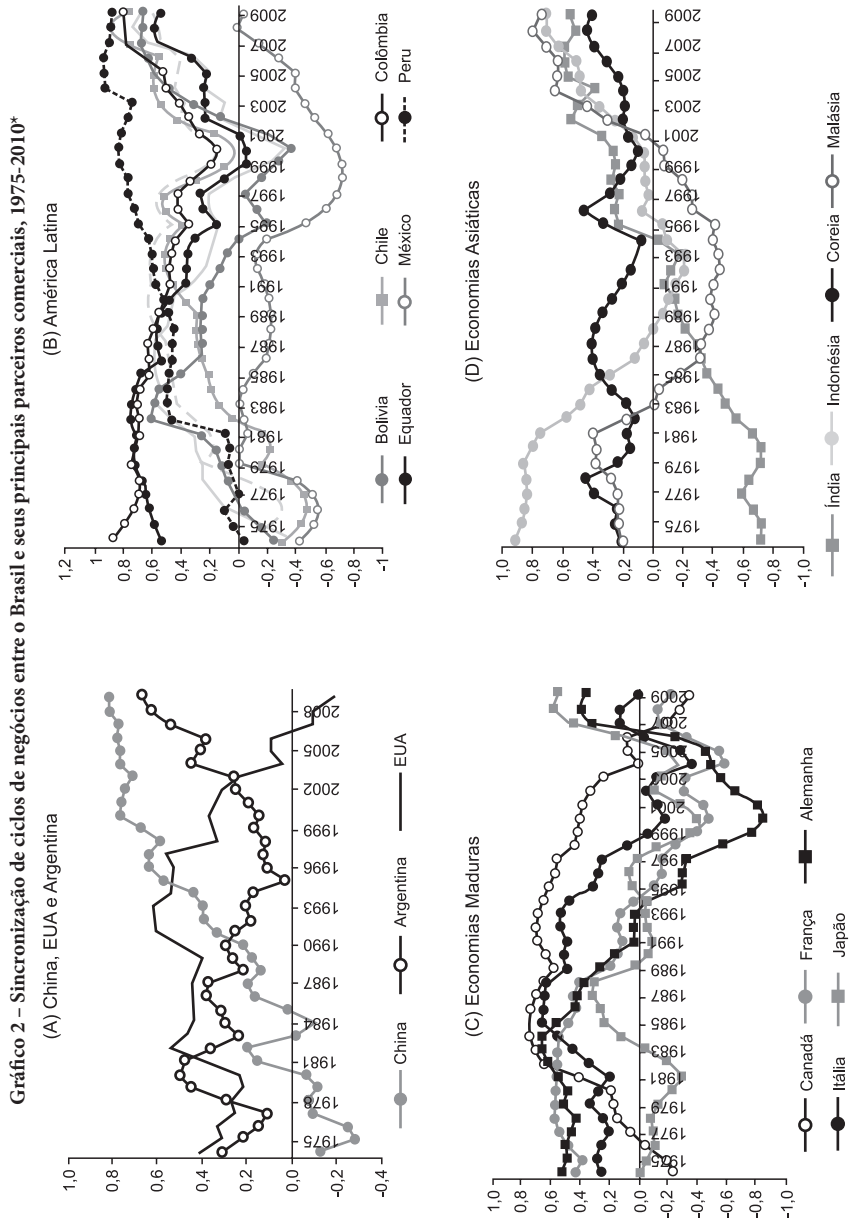 Gráfico 2 – Sincronização de ciclos de negócios entre o Brasil e seus principais parceiros comerciais, 1975-2010*
(A) China, EUA e Argentina
1,0
0,8
0,6
0,4
0,2
0,0
-0,2
-0,4
1975 1978 1981 1984 1987 1990 1993 1996 1999 2002 2005 2008
China Argentina EUA
(B) América Latina
1,2
1
0,8
0,6
0,4
0,2
0
-0,2
-0,4
-0,6
-0,8
-1
1975 1977 1979 1981 1983 1985 1987 1989 1991 1993 1995 1997 1999 2001 2003 2005 2007 2009
Bolivia Chile Colômbia
Equador México Peru
(C) Economias Maduras
1,0
0,8
0,6
0,4
0,2
0,0
-0,2
-0,4
-0,6
-0,8
-1,0
1975 1977 1979 1981 1983 1985 1987 1989 1991 1993 1995 1997 1999 2001 2003 2005 2007 2009
Canadá França Alemanha
Itália Japão
(D) Economias Asiáticas
1,0
0,8
0,6
0,4
0,2
0,0
-0,2
-0,4
-0,6
-0,8
-1,0
1975 1977 1979 1981 1983 1985 1987 1989 1991 1993 1995 1997 1999 2001 2003 2005 2007 2009
Índia Indonésia Coreia Malásia